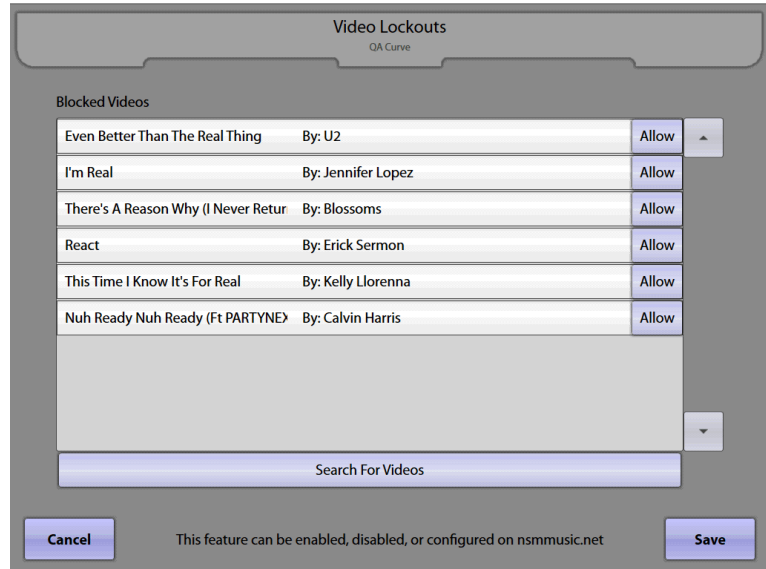 Video Lockouts
QA Curve
Blocked Videos
Even Better Than The Real Thing By: U2 Allow
I'm Real By: Jennifer Lopez Allow
There's A Reason Why (I Never Retur By: Blossoms Allow
React By: Erick Sermon Allow
This Time I Know It's For Real By: Kelly Llorenna Allow
Nuh Ready Nuh Ready (Ft PARTYNEX By: Calvin Harris Allow
Search For Videos
Cancel This feature can be enabled, disabled, or configured on nsmmusic.net Save